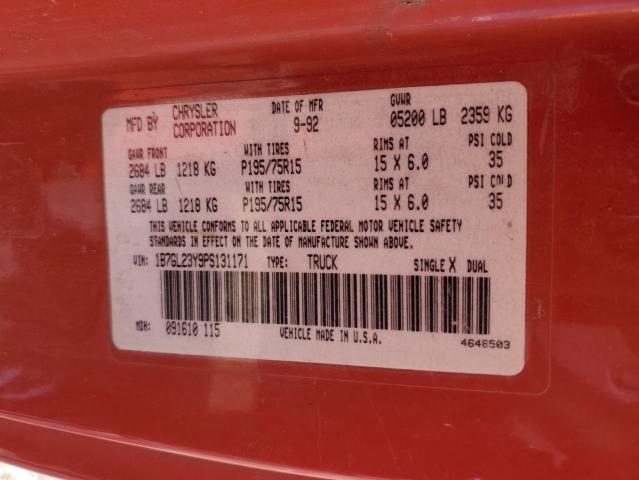 MFD BY CHRYSLER CORPORATION DATE OF MFR 9-92 GVWR 05200 LB 2359 KG
GAWR FRONT WITH TIRES RIMS AT PSI COLD
2684 LB 1218 KG P195/75R15 15 X 6.0 35
GAWR REAR WITH TIRES RIMS AT PSI COLD
2684 LB 1218 KG P195/75R15 15 X 6.0 35
THIS VEHICLE CONFORMS TO ALL APPLICABLE FEDERAL MOTOR VEHICLE SAFETY
STANDARDS IN EFFECT ON THE DATE OF MANUFACTURE SHOWN ABOVE.
VIN: 1B7GL23Y9PS191171 TYPE: TRUCK SINGLE X DUAL
MDH: 091610 115 VEHICLE MADE IN U.S.A. 4648503